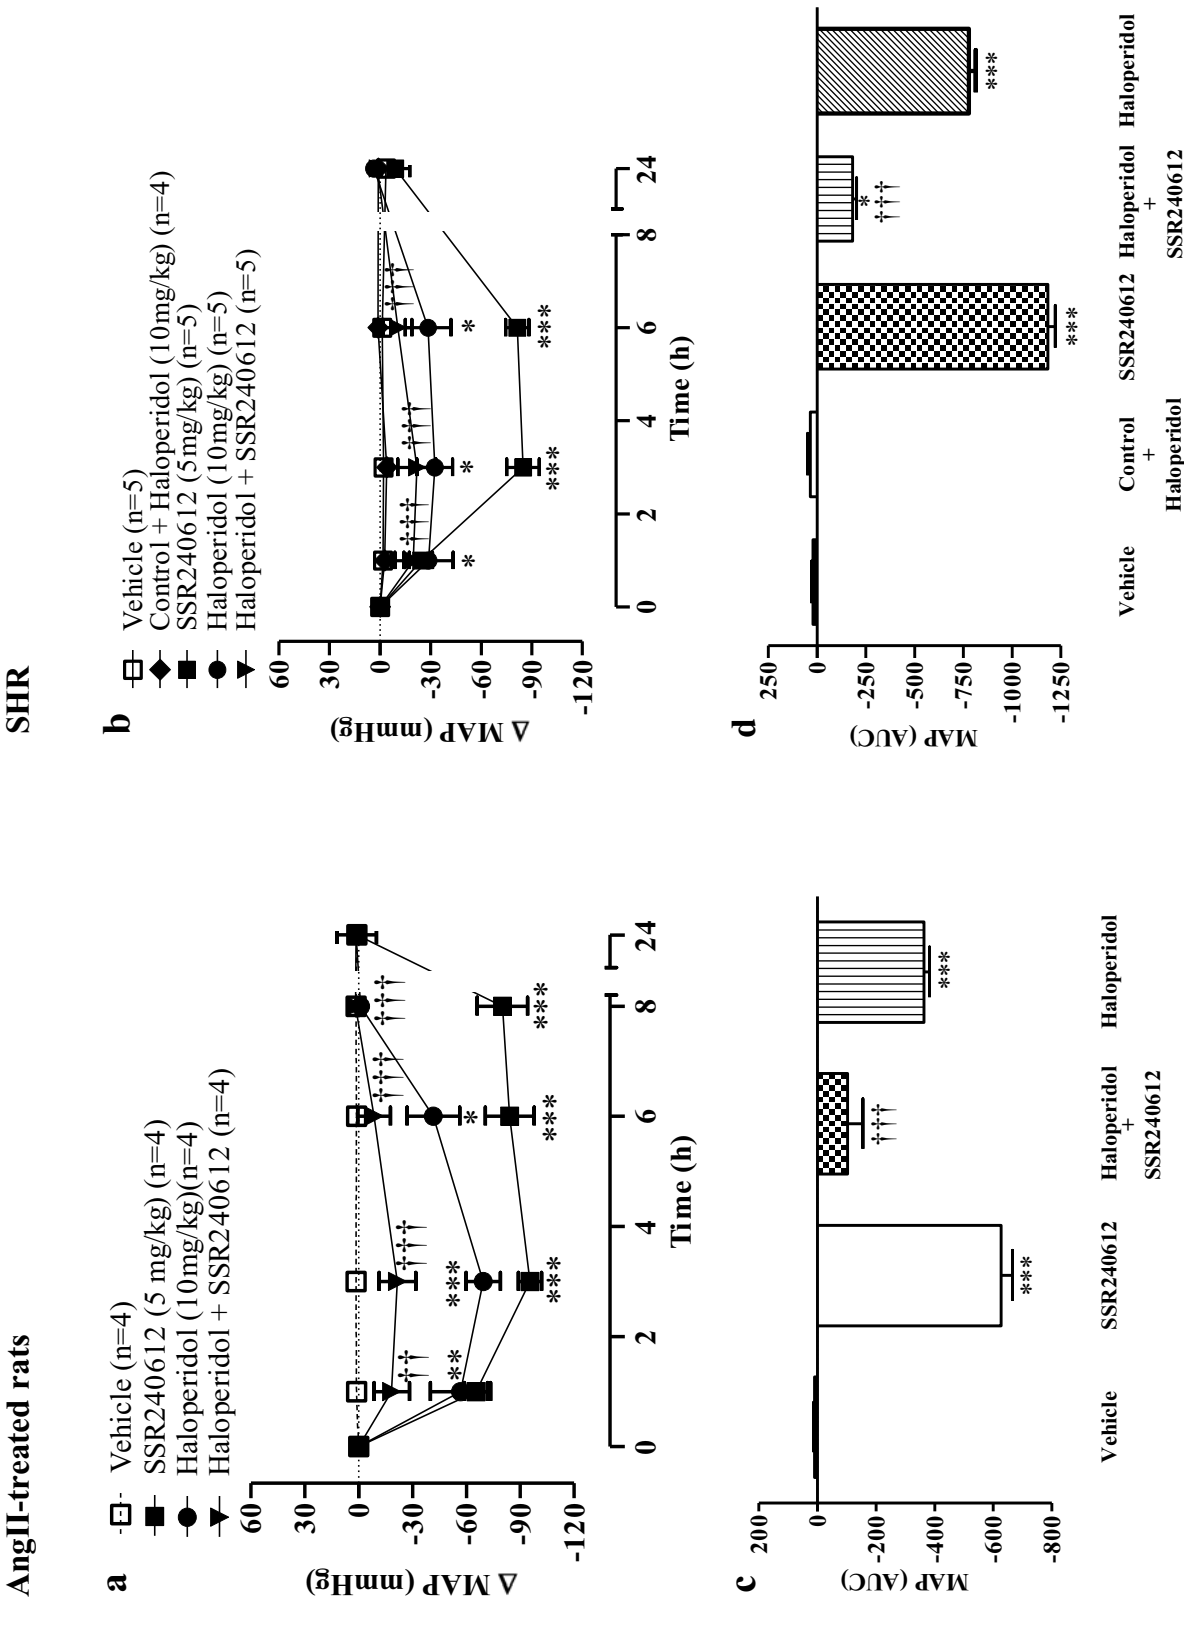 AngII-treated rats
SHR
a
Vehicle (n=4)
SSR240612 (5 mg/kg) (n=4)
Haloperidol (10mg/kg)(n=4)
Haloperidol + SSR240612 (n=4)
60
0
-30
-60
-90
-120
Δ MAP (mmHg)
**
††
***
***
†††
*
***
†††
***
†††
0
2
4
6
8
24
Time (h)
b
Vehicle (n=5)
Control + Haloperidol (10mg/kg) (n=4)
SSR240612 (5mg/kg) (n=5)
Haloperidol (10mg/kg) (n=5)
Haloperidol + SSR240612 (n=5)
60
30
0
-30
-60
-90
-120
Δ MAP (mmHg)
*
†††
*
***
†††
*
***
†††
0
2
4
6
8
24
Time (h)
c
200
0
-200
-400
-600
-800
MAP (AUC)
***
†††
***
Vehicle
SSR240612
Haloperidol
+
SSR240612
Haloperidol
d
250
0
-250
-500
-750
-1000
-1250
MAP (AUC)
***
*
†††
***
Vehicle
Control
+
Haloperidol
SSR240612
Haloperidol
+
SSR240612
Haloperidol